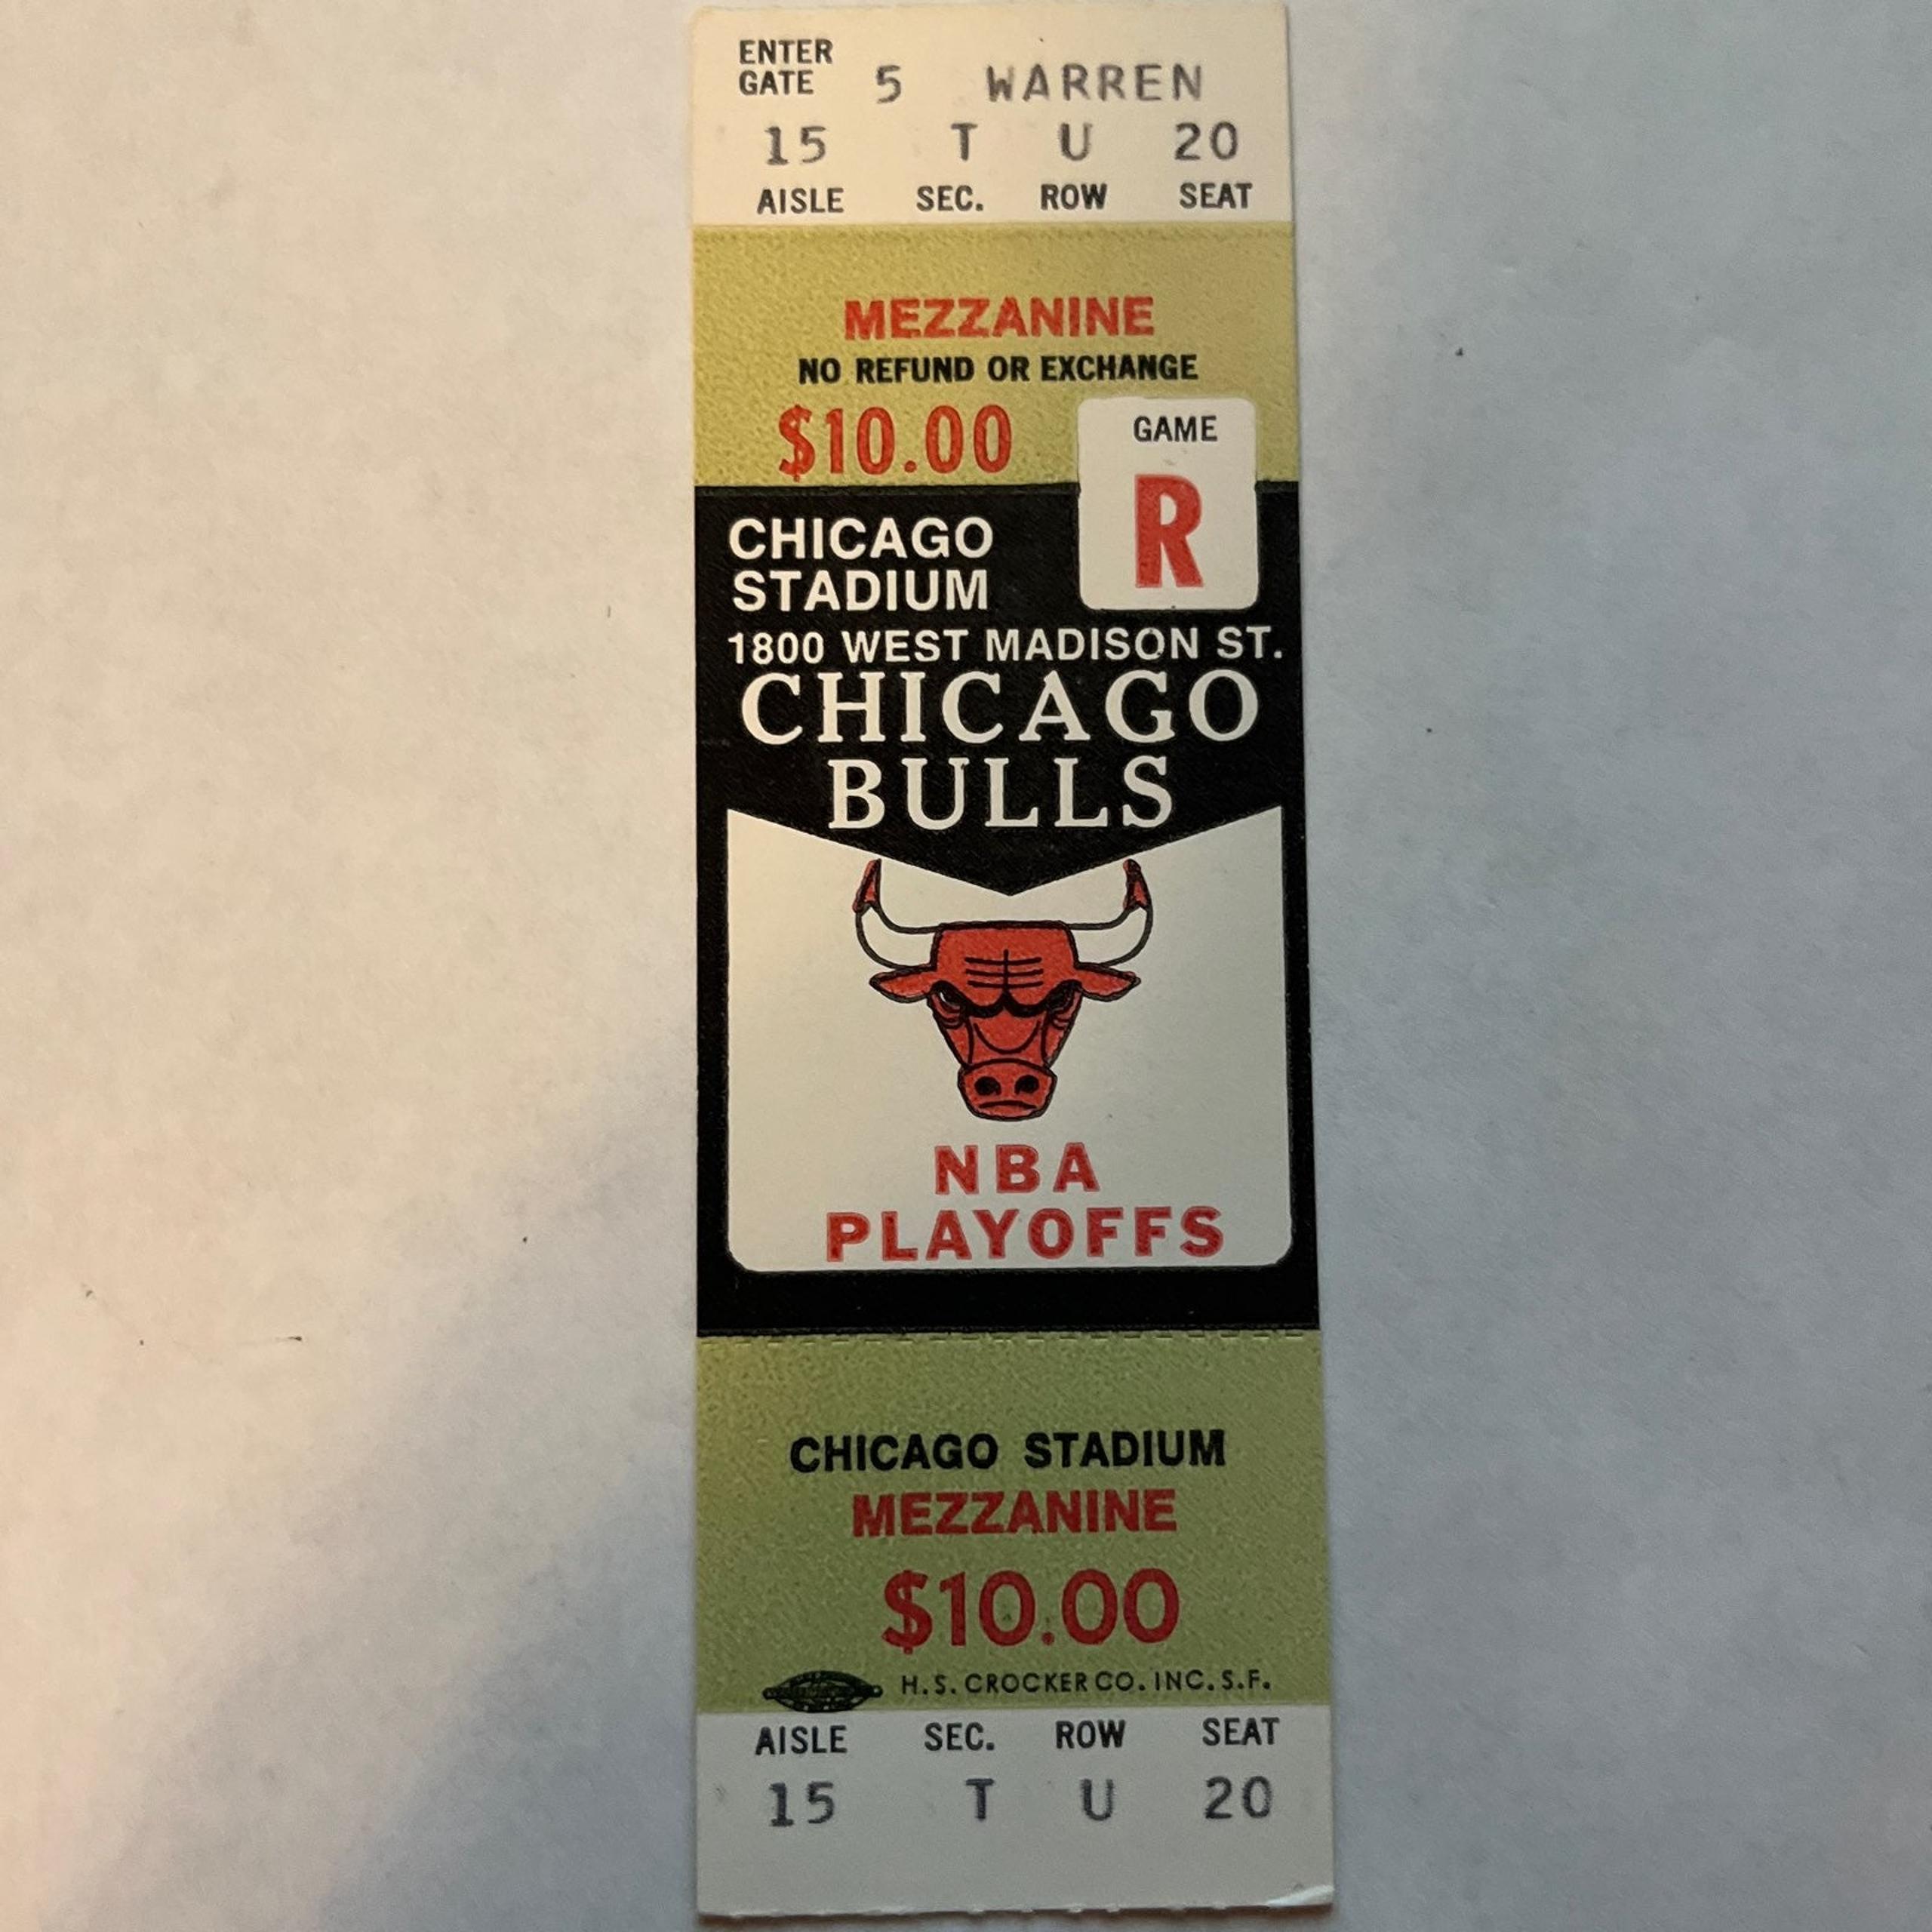 ENTER
GATE 5 WARREN
15 T U 20
AISLE SEC. ROW SEAT
MEZZANINE
NO REFUND OR EXCHANGE
$10.00
GAME
R
CHICAGO
STADIUM
1800 WEST MADISON ST.
CHICAGO
BULLS
NBA
PLAYOFFS
CHICAGO STADIUM
MEZZANINE
$10.00
H.S. CROCKER CO. INC. S.F.
AISLE SEC. ROW SEAT
15 T U 20